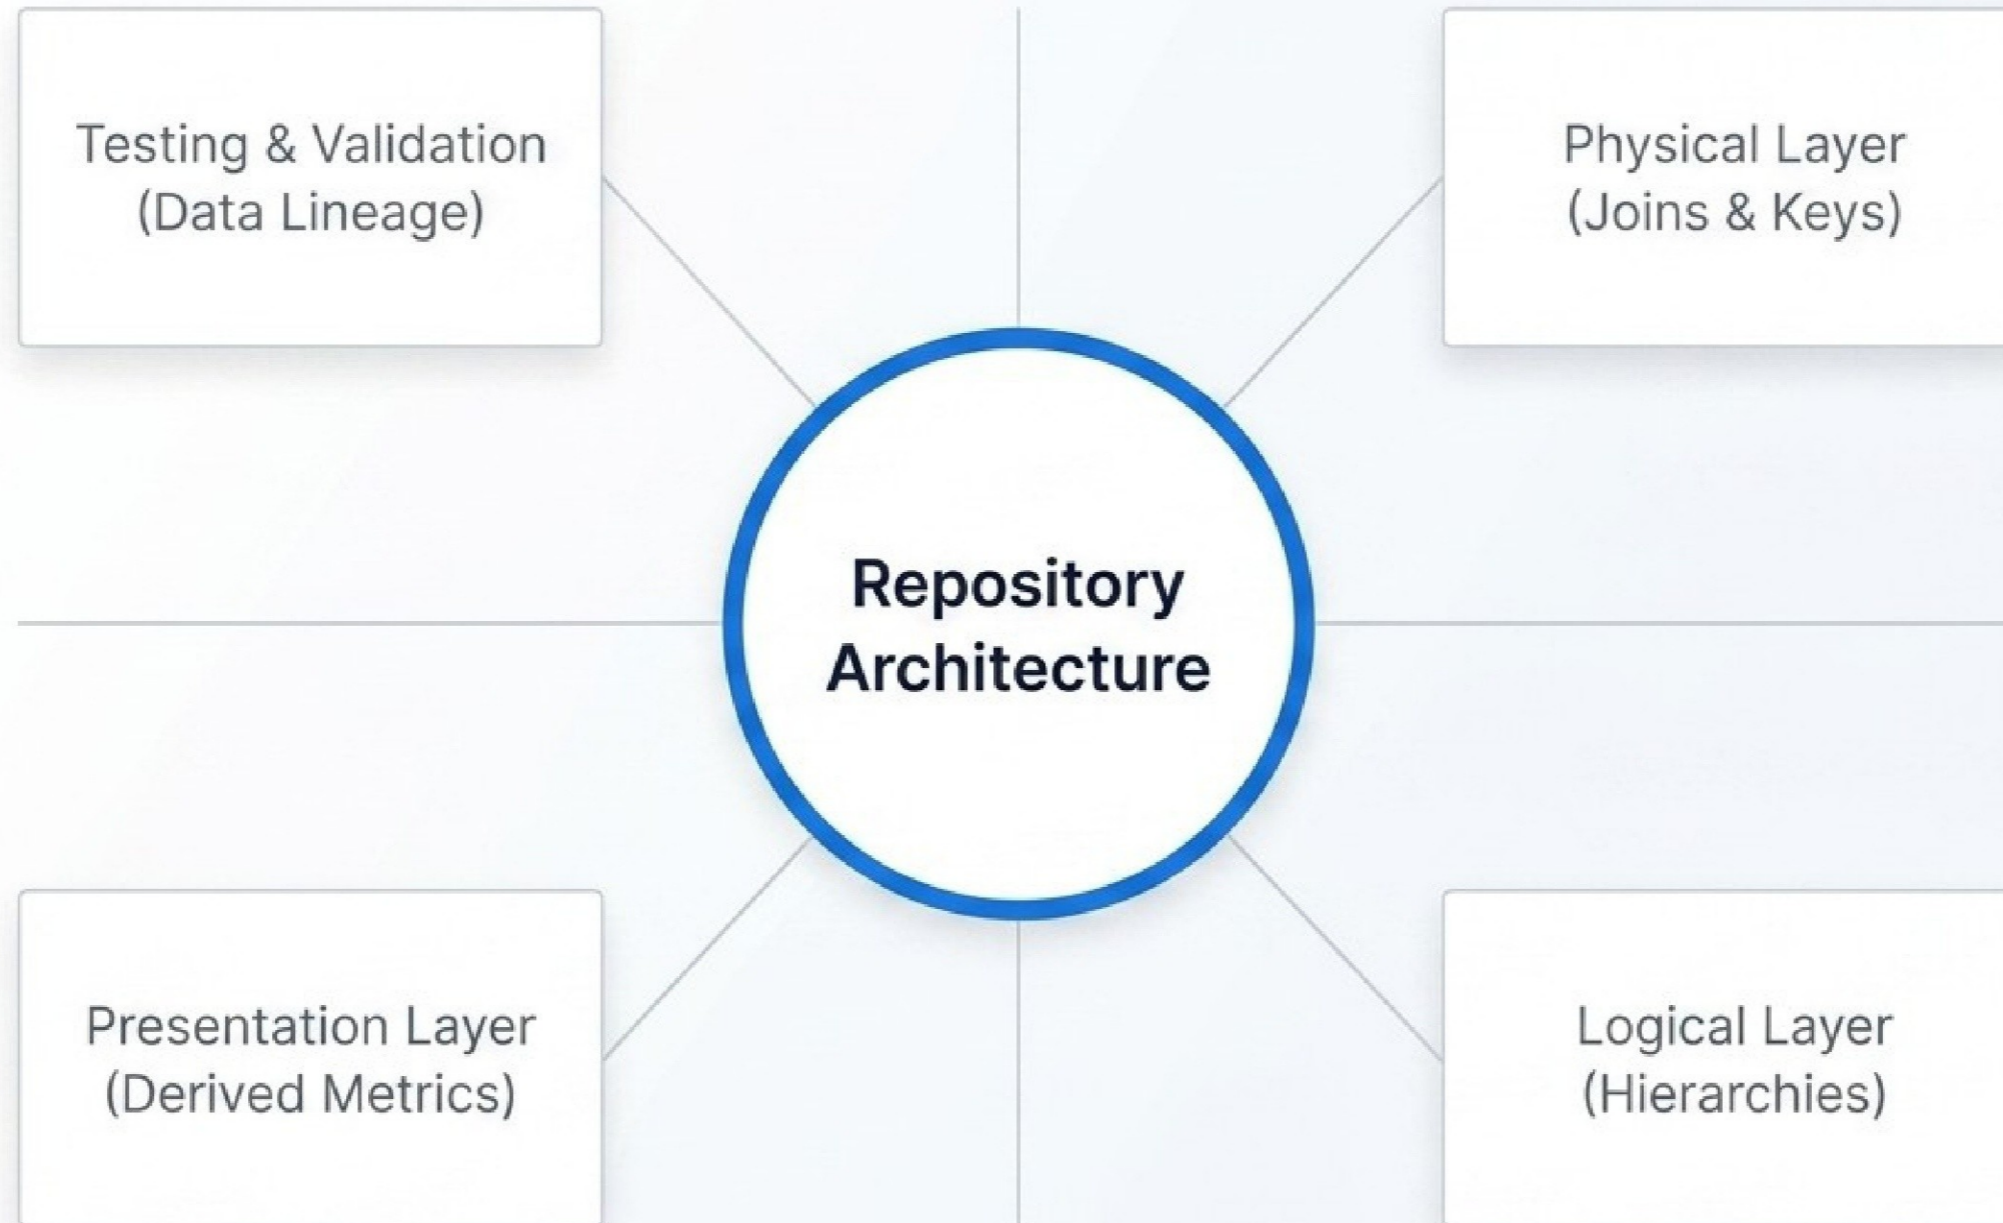 Testing & Validation
(Data Lineage)
Physical Layer
(Joins & Keys)
Repository
Architecture
Presentation Layer
(Derived Metrics)
Logical Layer
(Hierarchies)